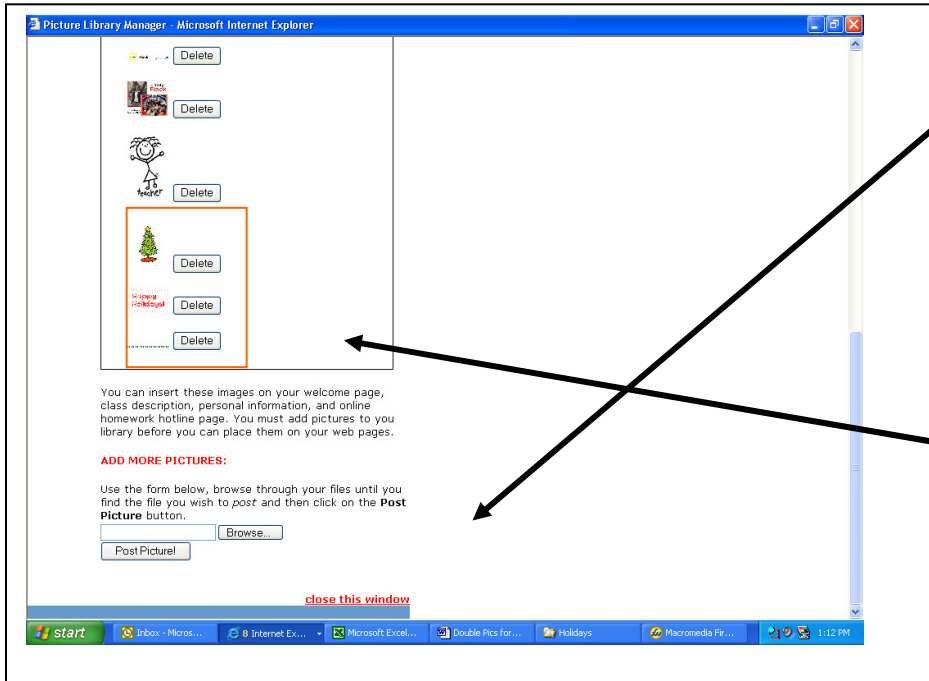 Picture Library Manager - Microsoft Internet Explorer
Delete
Delete
teacher
Delete
Delete
Happy
Holidays!
Delete
Delete
You can insert these images on your welcome page,
class description, personal information, and online
homework hotline page. You must add pictures to you
library before you can place them on your web pages.
ADD MORE PICTURES:
Use the form below, browse through your files until you
find the file you wish to post and then click on the Post
Picture button.
Browse...
Post Picture!
close this window
start
Inbox - Micros...
8 Internet Ex...
Microsoft Excel...
Double Pics for...
Holidays
Macromedia Fir...
1:12 PM